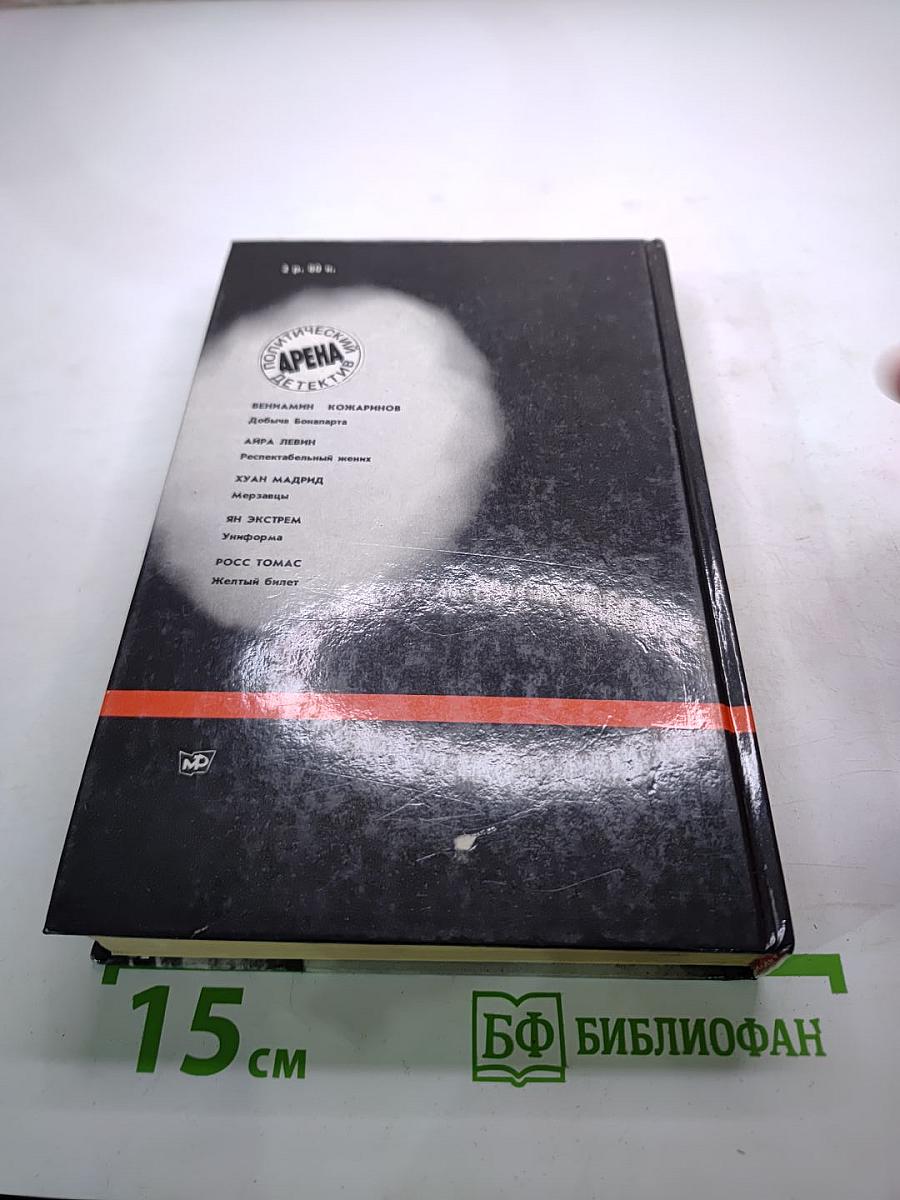 ПОЛИТИЧЕСКИЙ
АРЕНА
ДЕТЕКТИВ
ВЕНИАМИН КОЖАРИНОВ
Добыча Бонапарта
АЙРА ЛЕВИН
Респектабельный жених
ХУАН МАДРИД
Мерзавцы
ЯН ЭКСТРЕМ
Униформа
РОСС ТОМАС
Желтый билет
МР
15 см
БФ БИБЛИОФАН